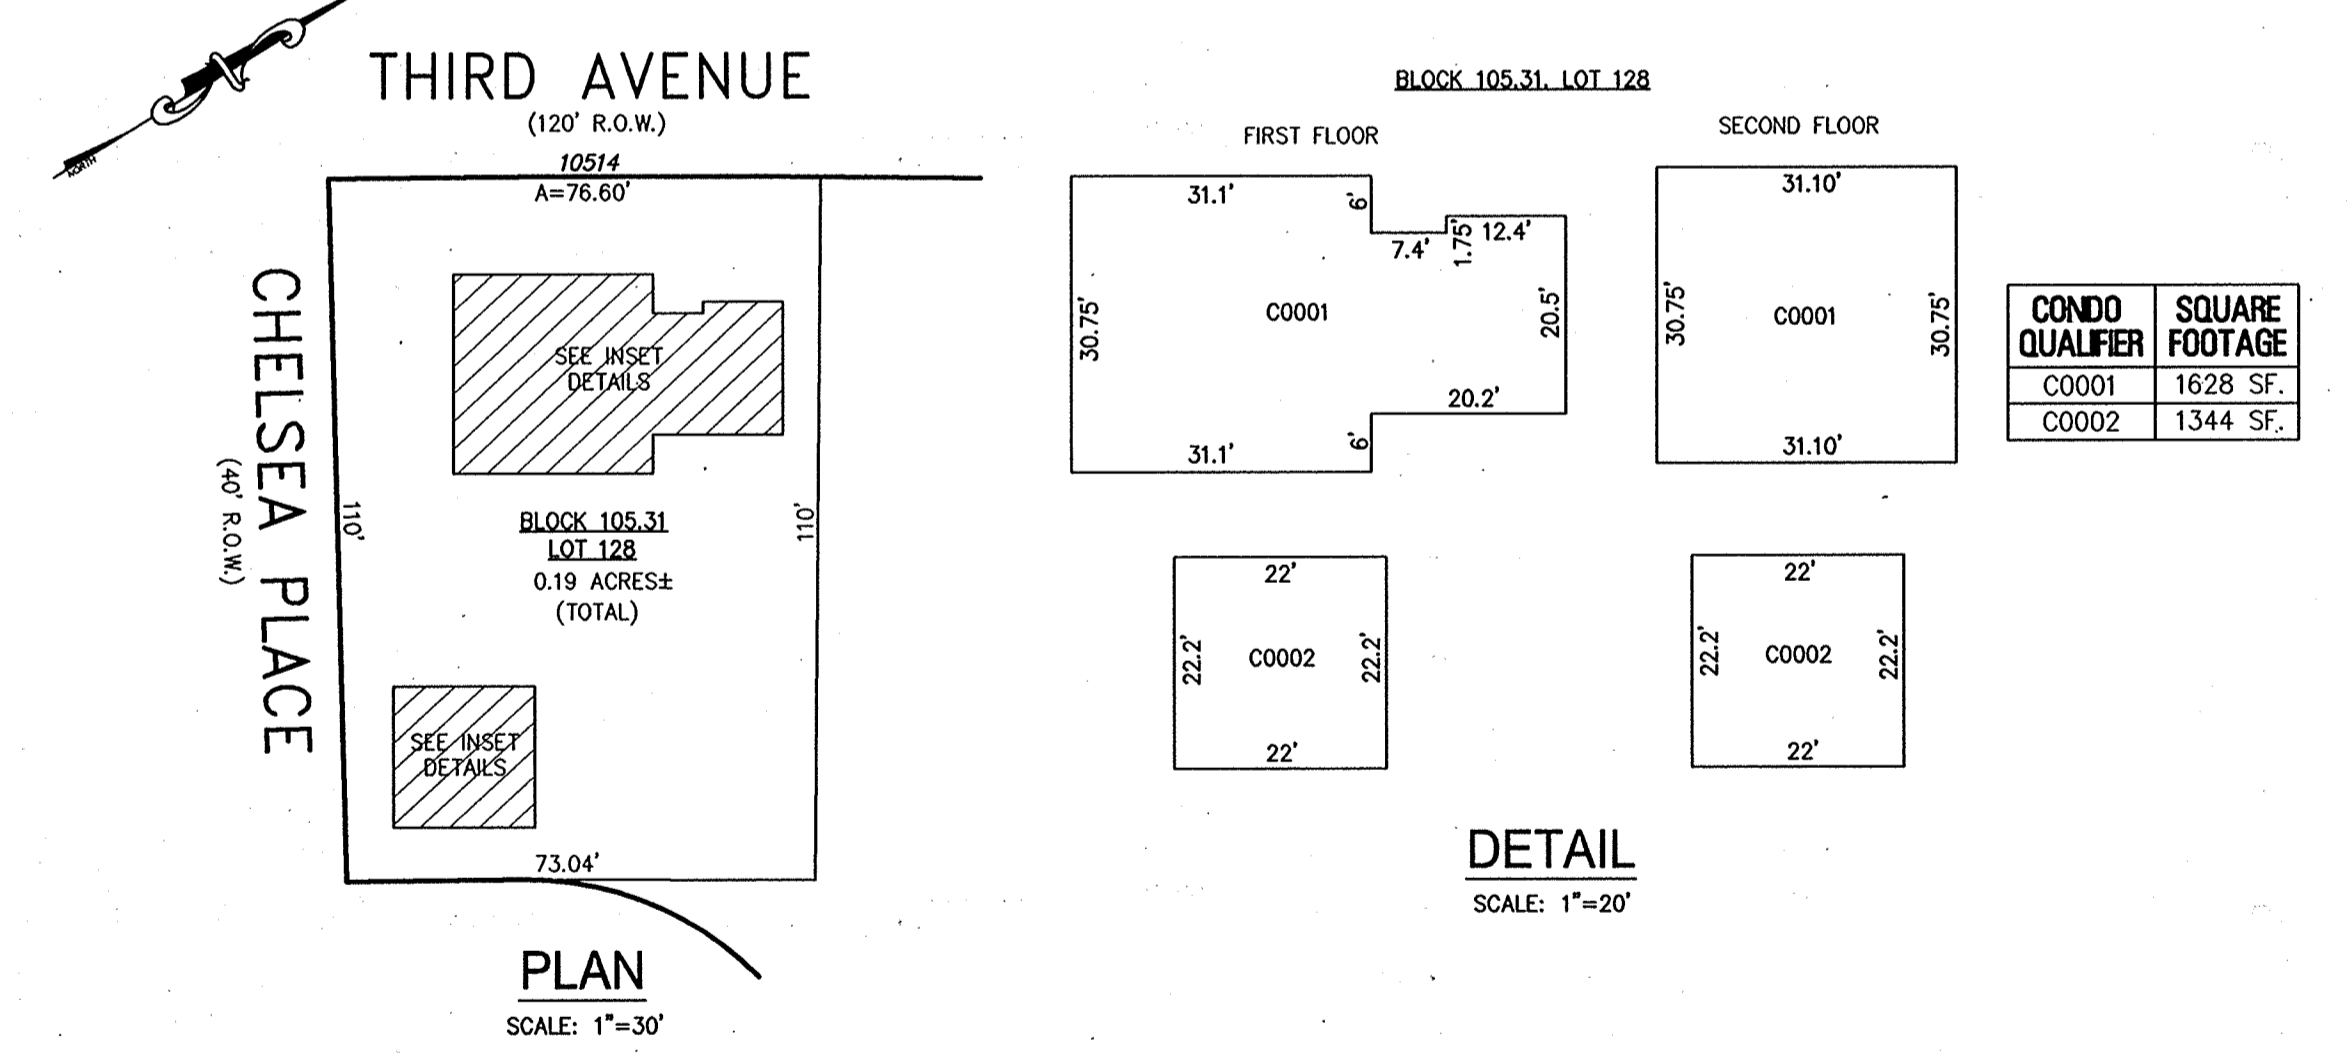 NORTH
THIRD AVENUE
(120' R.O.W.)
10514
A=76.60'
CHELSEA PLACE
(40' R.O.W.)
110'
110'
SEE INSET
DETAILS
BLOCK 105.31
LOT 128
0.19 ACRES±
(TOTAL)
SEE INSET
DETAILS
73.04'
PLAN
SCALE: 1"=30'
BLOCK 105.31, LOT 128
FIRST FLOOR
31.1'
6'
7.4'
1.75'
12.4'
30.75'
C0001
20.5'
20.2'
6'
31.1'
SECOND FLOOR
31.10'
30.75'
C0001
30.75'
31.10'
22'
22.2'
C0002
22.2'
22'
22'
22.2'
C0002
22.2'
22'
DETAIL
SCALE: 1"=20'
CONDO QUALIFIER
SQUARE FOOTAGE
C0001 1628 SF.
C0002 1344 SF.